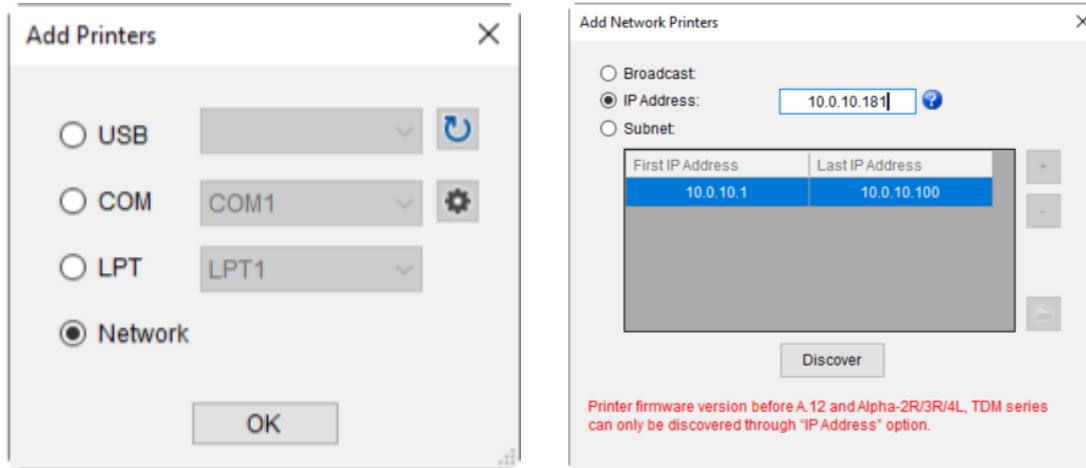 Add Printers
USB
COM
COM1
LPT
LPT1
Network
OK
Add Network Printers
Broadcast:
IP Address:
10.0.10.181
Subnet:
First IP Address
Last IP Address
10.0.10.1
10.0.10.100
+
-
Discover
Printer firmware version before A.12 and Alpha-2R/3R/4L, TDM series
can only be discovered through “IP Address” option.